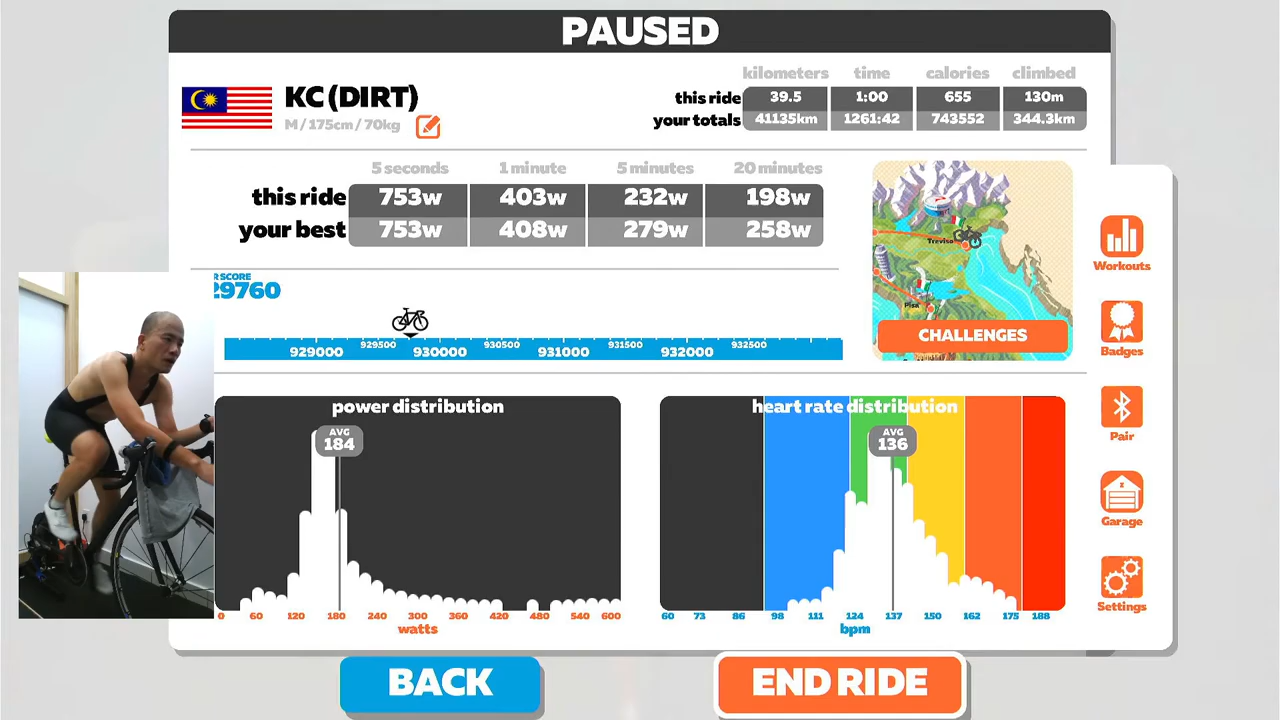 PAUSED
kilometers time calories climbed
this ride 39.5 1:00 655 130m
your totals 41135km 1261:42 743552 344.3km
KC (DIRT)
M / 175cm / 70kg
5 seconds 1 minute 5 minutes 20 minutes
this ride 753w 403w 232w 198w
your best 753w 408w 279w 258w
Treviso
Pisa
CHALLENGES
R SCORE
29760
929000 929500 930000 930500 931000 931500 932000 932500
power distribution
AVG
184
0 60 120 180 240 300 360 420 480 540 600
watts
heart rate distribution
AVG
136
60 73 86 98 111 124 137 150 162 175 188
bpm
Workouts
Badges
Pair
Z
Garage
Settings
BACK
END RIDE